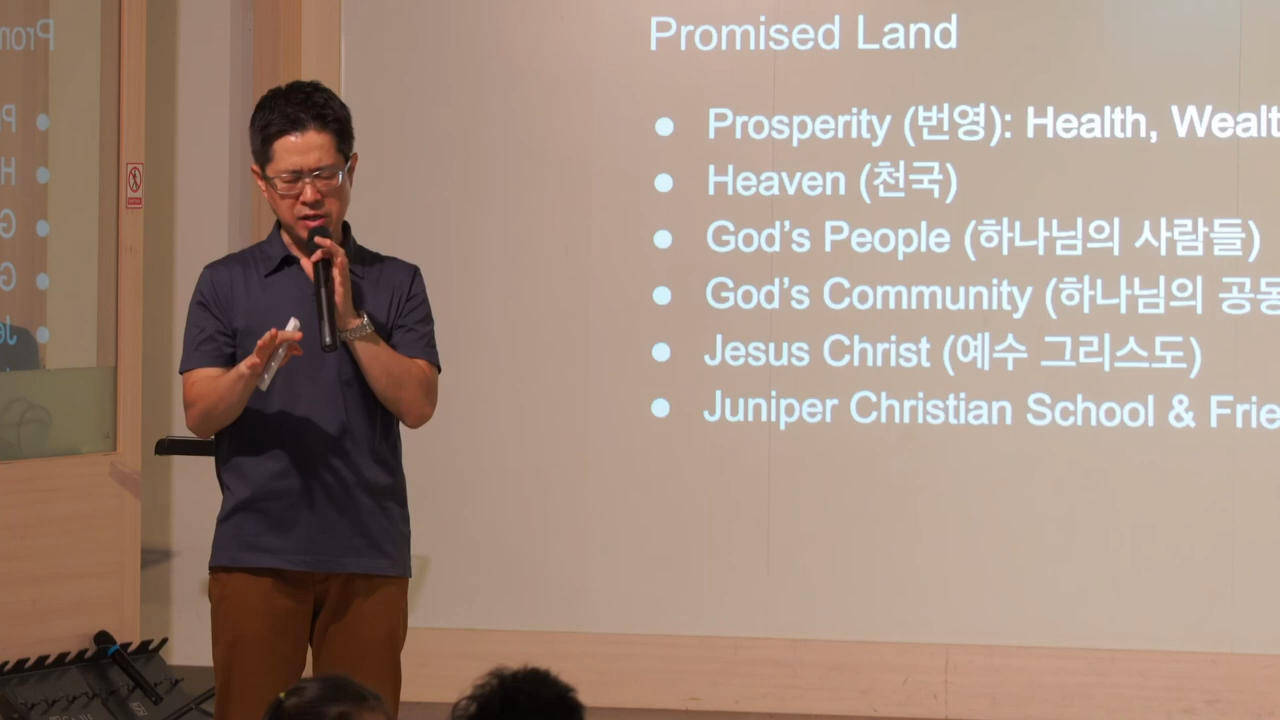 Promised Land
Prosperity (번영): Health, Wealt
Heaven (천국)
God's People (하나님의 사람들)
God's Community (하나님의 공동
Jesus Christ (예수 그리스도)
Juniper Christian School & Frie